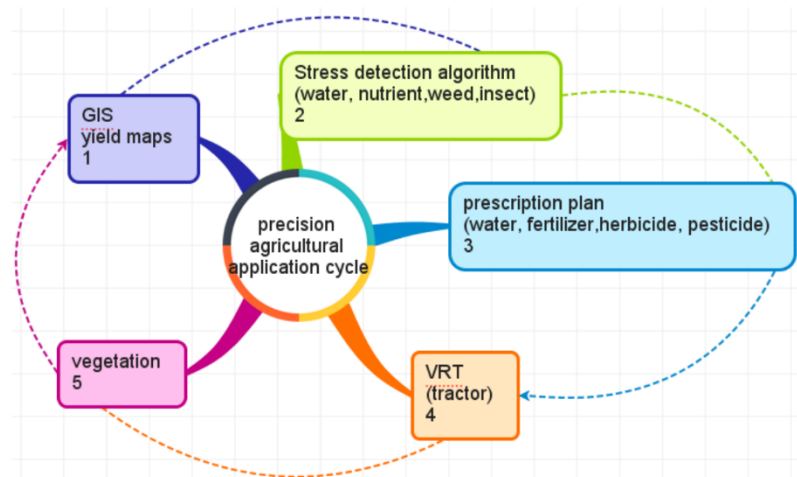 GIS
yield maps
1
Stress detection algorithm
(water, nutrient,weed,insect)
2
prescription plan
(water, fertilizer,herbicide, pesticide)
3
precision
agricultural
application cycle
VRT
(tractor)
4
vegetation
5